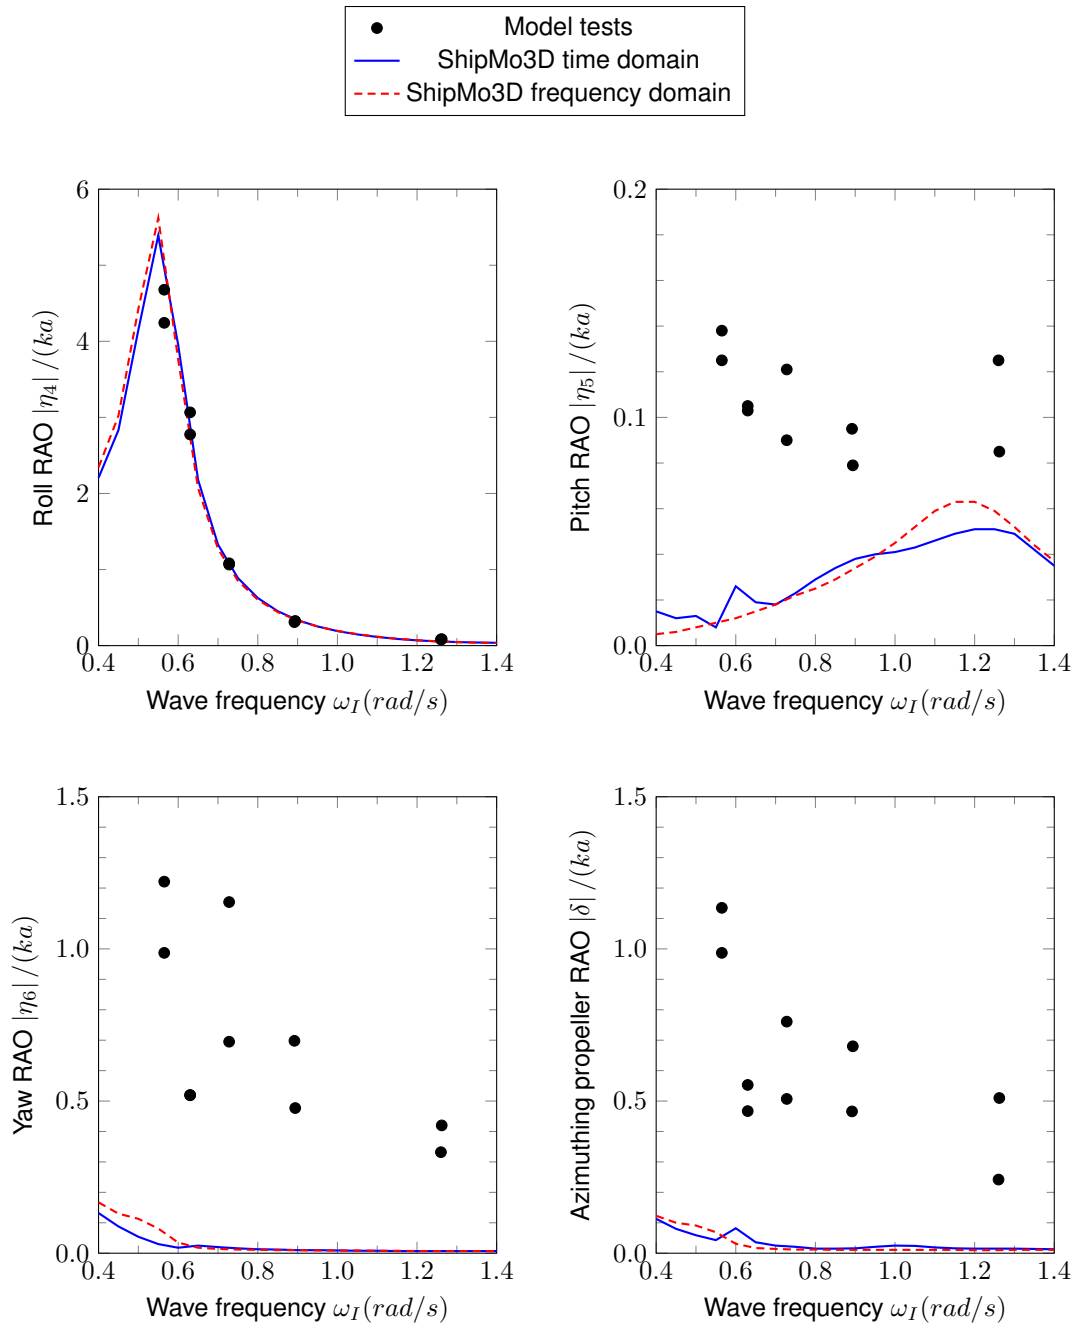 Model tests
ShipMo3D time domain
ShipMo3D frequency domain
6
4
2
0
0.4 0.6 0.8 1.0 1.2 1.4
Roll RAO |η4|/(ka)
Wave frequency ωI(rad/s)
0.2
0.1
0.0
0.4 0.6 0.8 1.0 1.2 1.4
Pitch RAO |η5|/(ka)
Wave frequency ωI(rad/s)
1.5
1.0
0.5
0.0
0.4 0.6 0.8 1.0 1.2 1.4
Yaw RAO |η6|/(ka)
Wave frequency ωI(rad/s)
1.5
1.0
0.5
0.0
0.4 0.6 0.8 1.0 1.2 1.4
Azimuthing propeller RAO |δ|/(ka)
Wave frequency ωI(rad/s)